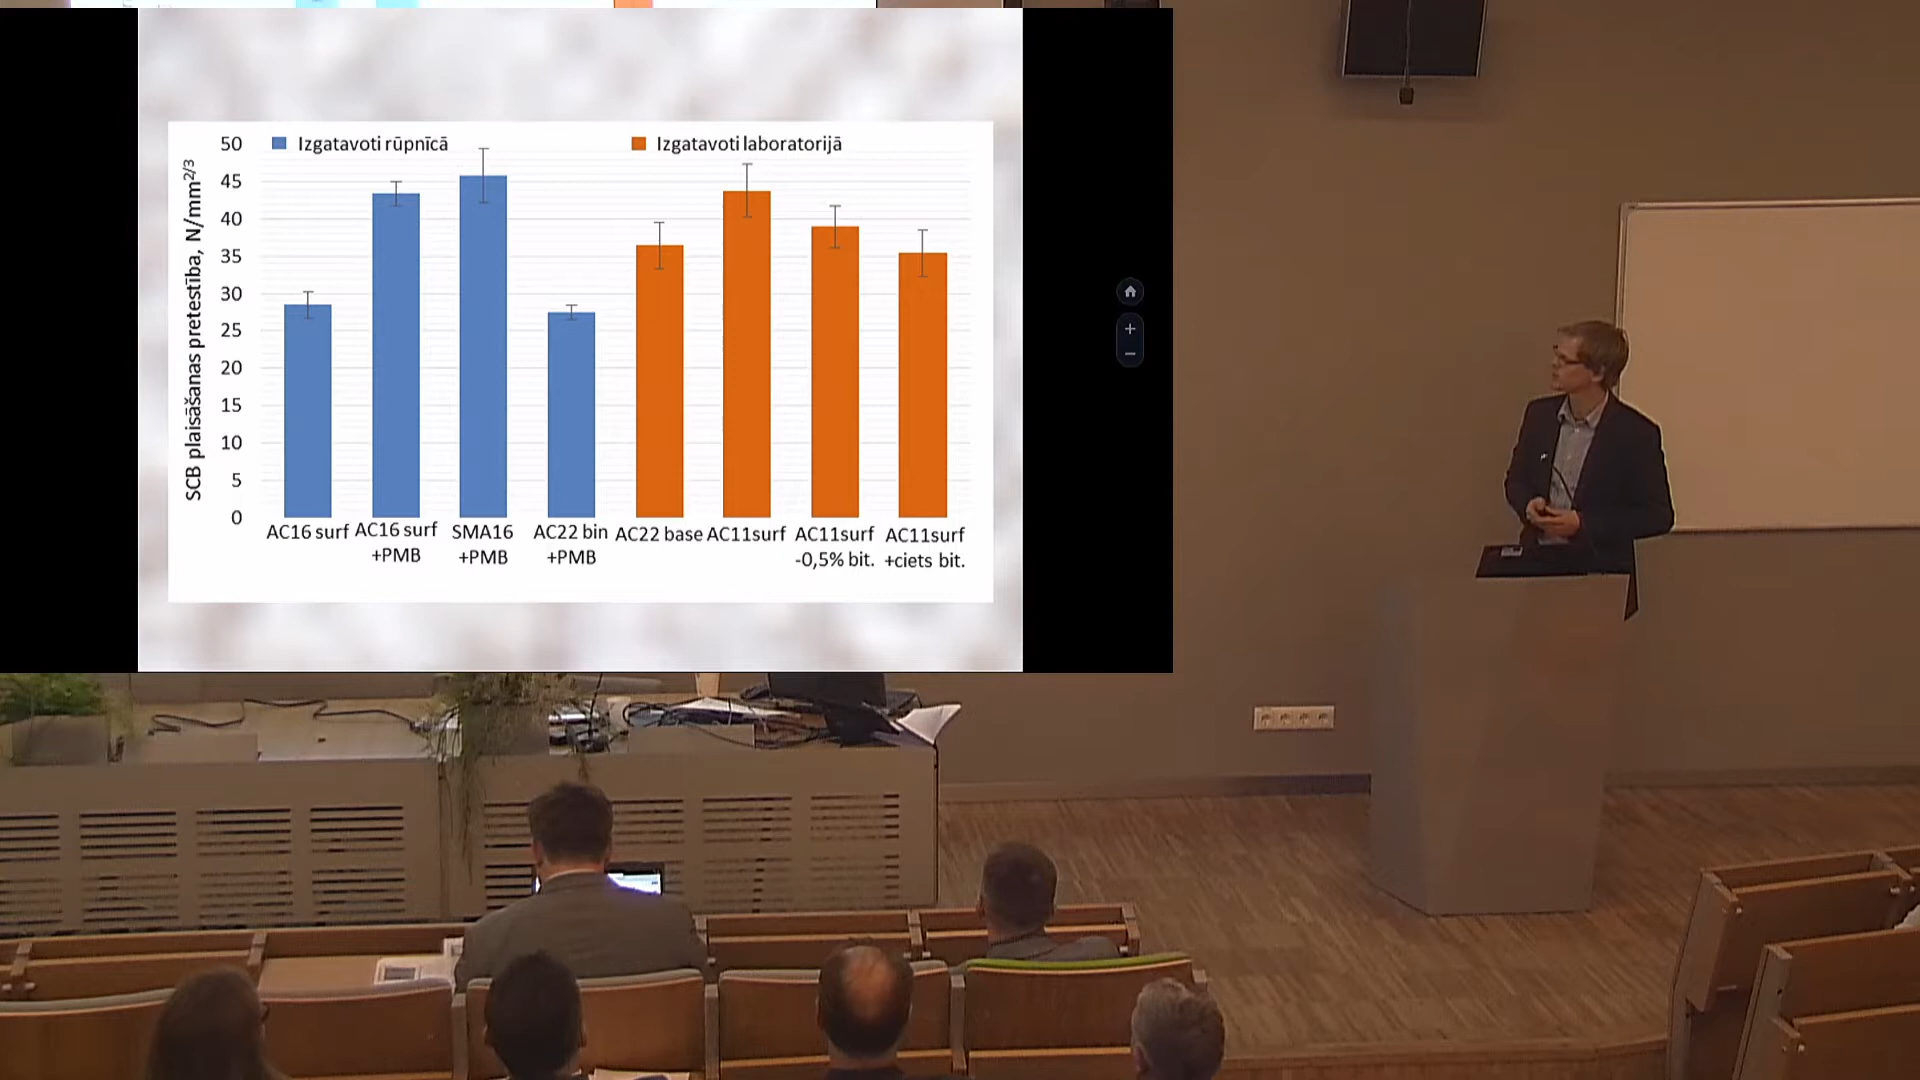 SCB plaisāšanas pretestība, N/mm2/3
50
45
40
35
30
25
20
15
10
5
0
Izgatavoti rūpnīcā
Izgatavoti laboratorijā
AC16 surf
AC16 surf
+PMB
SMA16
+PMB
AC22 bin
+PMB
AC22 base
AC11surf
AC11surf
-0,5% bit.
AC11surf
+ciets bit.